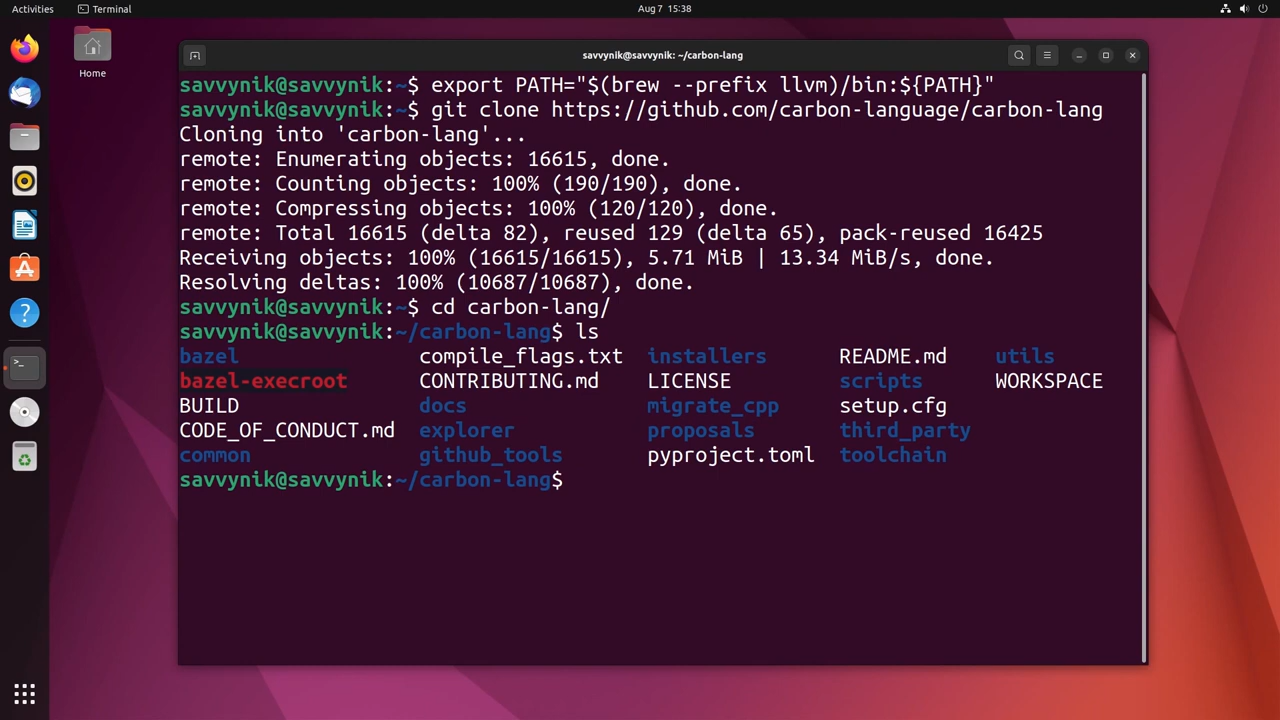 Activities Terminal Aug 7 15:38
Home
savvynik@savvynik: ~/carbon-lang
savvynik@savvynik:~$ export PATH="$(brew --prefix llvm)/bin:${PATH}"
savvynik@savvynik:~$ git clone https://github.com/carbon-language/carbon-lang
Cloning into 'carbon-lang'...
remote: Enumerating objects: 16615, done.
remote: Counting objects: 100% (190/190), done.
remote: Compressing objects: 100% (120/120), done.
remote: Total 16615 (delta 82), reused 129 (delta 65), pack-reused 16425
Receiving objects: 100% (16615/16615), 5.71 MiB | 13.34 MiB/s, done.
Resolving deltas: 100% (10687/10687), done.
savvynik@savvynik:~$ cd carbon-lang/
savvynik@savvynik:~/carbon-lang$ ls
bazel compile_flags.txt installers README.md utils
bazel-execroot CONTRIBUTING.md LICENSE scripts WORKSPACE
BUILD docs migrate_cpp setup.cfg
CODE_OF_CONDUCT.md explorer proposals third_party
common github_tools pyproject.toml toolchain
savvynik@savvynik:~/carbon-lang$